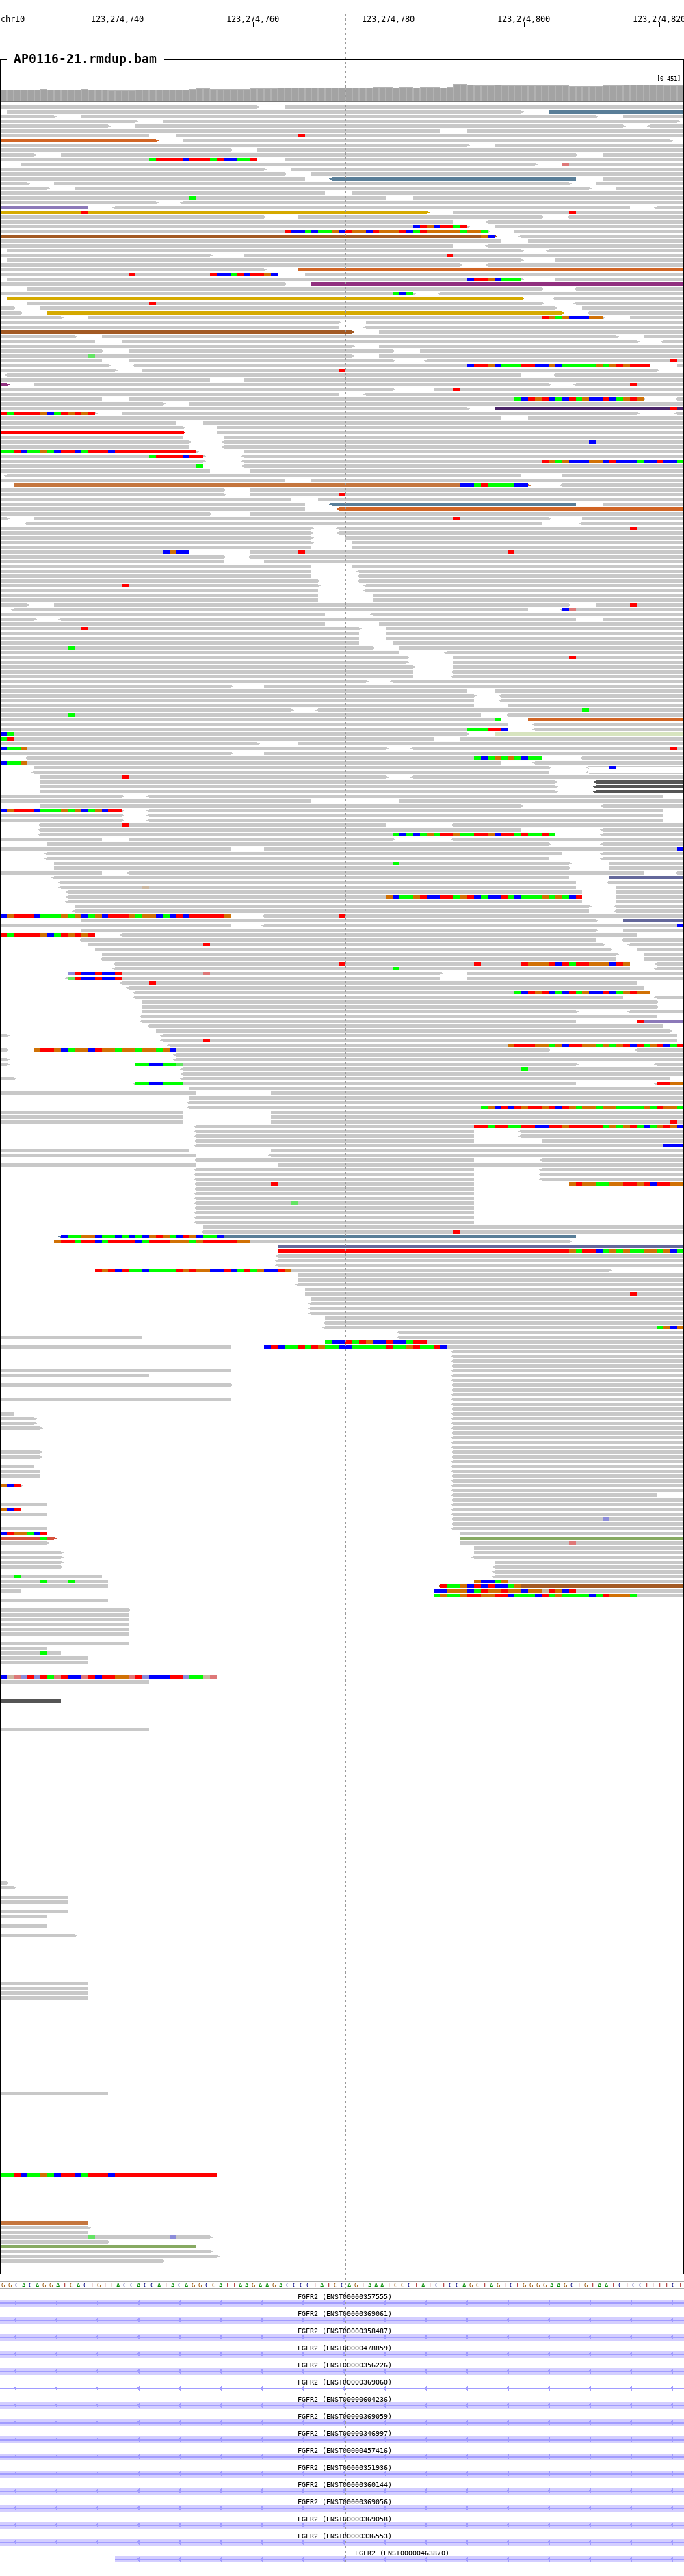 chr10 123,274,740 123,274,760 123,274,780 123,274,800 123,274,820
AP0116-21.rmdup.bam
[0-451]
GGCACAGGATGACTGTTACCACCATACAGGCGATTAAGAAGACCCCTATGCAGTAAATGGCTATCTCCAGGTAGTCTGGGGAAGCTGTAATCTCCTTTTCT
FGFR2 (ENST00000357555)
FGFR2 (ENST00000369061)
FGFR2 (ENST00000358487)
FGFR2 (ENST00000478859)
FGFR2 (ENST00000356226)
FGFR2 (ENST00000369060)
FGFR2 (ENST00000604236)
FGFR2 (ENST00000369059)
FGFR2 (ENST00000346997)
FGFR2 (ENST00000457416)
FGFR2 (ENST00000351936)
FGFR2 (ENST00000360144)
FGFR2 (ENST00000369056)
FGFR2 (ENST00000369058)
FGFR2 (ENST00000336553)
FGFR2 (ENST00000463870)